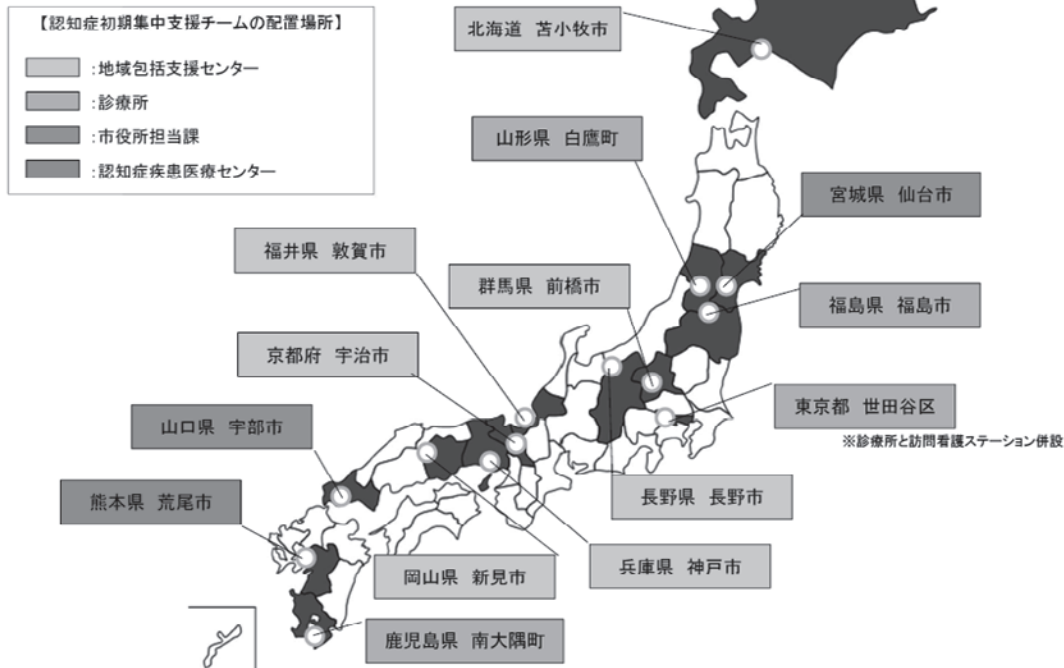 【認知症初期集中支援チームの配置場所】
:地域包括支援センター
:診療所
:市役所担当課
:認知症疾患医療センター
北海道 苫小牧市
山形県 白鷹町
宮城県 仙台市
福井県 敦賀市
群馬県 前橋市
福島県 福島市
京都府 宇治市
東京都 世田谷区
※診療所と訪問看護ステーション併設
山口県 宇部市
長野県 長野市
熊本県 荒尾市
兵庫県 神戸市
岡山県 新見市
鹿児島県 南大隅町